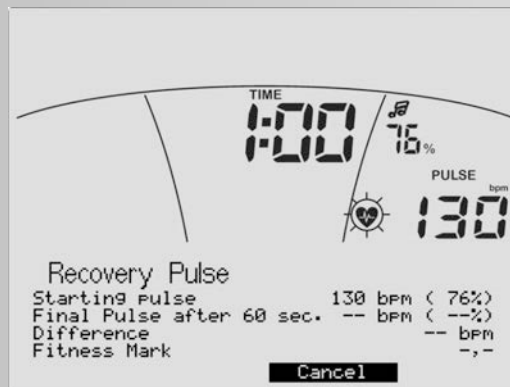 TIME
1:00
76%
PULSE
bpm
130
Recovery Pulse
Starting pulse 130 bpm ( 76%)
Final Pulse after 60 sec. -- bpm ( --%)
Difference -- bpm
Fitness Mark -,-
Cancel